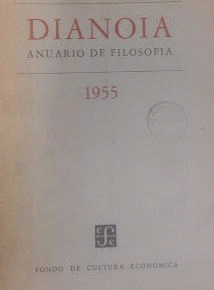 DIANOIA
ANUARIO DE FILOSOFIA
1955
FONDO DE CULTURA ECONOMICA